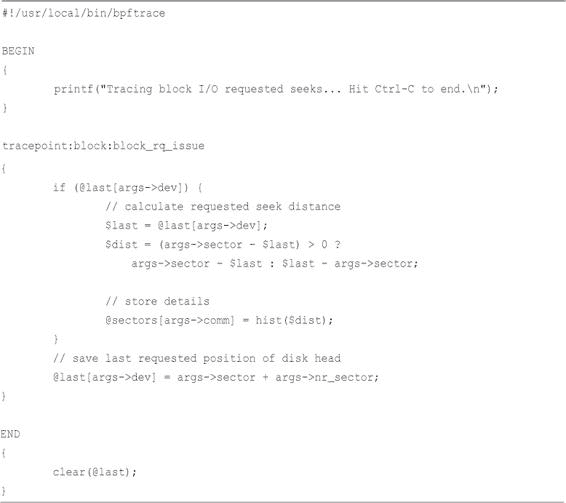 #!/usr/local/bin/bpftrace
BEGIN
{
printf("Tracing block I/O requested seeks... Hit Ctrl-C to end.\n");
}
tracepoint:block:block_rq_issue
{
if (@last[args->dev]) {
// calculate requested seek distance
$last = @last[args->dev];
$dist = (args->sector - $last) > 0 ?
args->sector - $last : $last - args->sector;
// store details
@sectors[args->comm] = hist($dist);
}
// save last requested position of disk head
@last[args->dev] = args->sector + args->nr_sector;
}
END
{
clear(@last);
}